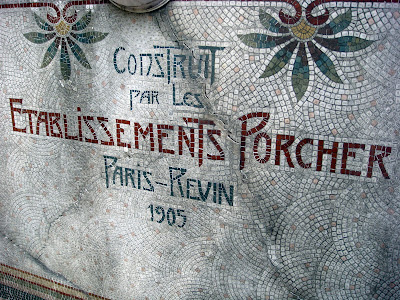 CONSTRUIT
PAR LES
ETABLISSEMENTS PORCHER
PARIS-REVIN
1905